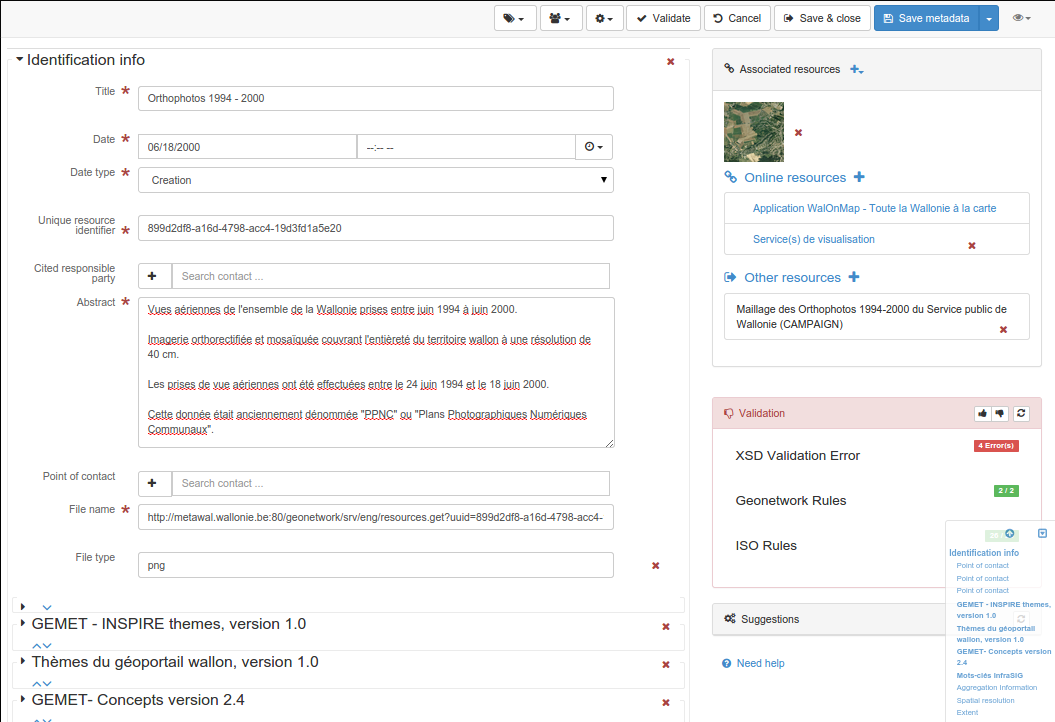 Validate
Cancel
Save & close
Save metadata
Identification info
Title
Orthophotos 1994 - 2000
Date
06/18/2000
--:-- --
Date type
Creation
Unique resource
identifier
899d2df8-a16d-4798-acc4-19d3fd1a5e20
Cited responsible
party
Search contact ...
Abstract
Vues aériennes de l'ensemble de la Wallonie prises entre juin 1994 à juin 2000.
Imagerie orthorectifiée et mosaïquée couvrant l'entièreté du territoire wallon à une résolution de
40 cm.
Les prises de vue aériennes ont été effectuées entre le 24 juin 1994 et le 18 juin 2000.
Cette donnée était anciennement dénommée "PPNC" ou "Plans Photographiques Numériques
Communaux".
Point of contact
Search contact ...
File name
http://metawal.wallonie.be:80/geonetwork/srv/eng/resources.get?uuid=899d2df8-a16d-4798-acc4-
File type
png
GEMET - INSPIRE themes, version 1.0
Thèmes du géoportail wallon, version 1.0
GEMET- Concepts version 2.4
Associated resources
Online resources
Application WalOnMap - Toute la Wallonie à la carte
Service(s) de visualisation
Other resources
Maillage des Orthophotos 1994-2000 du Service public de
Wallonie (CAMPAIGN)
Validation
4 Error(s)
XSD Validation Error
2 / 2
Geonetwork Rules
ISO Rules
Suggestions
Need help
Identification info
Point of contact
Point of contact
Point of contact
GEMET - INSPIRE themes,
version 1.0
Thèmes du géoportail
wallon, version 1.0
GEMET- Concepts version
2.4
Mots-clés InfraSIG
Aggregation Information
Spatial resolution
Extent